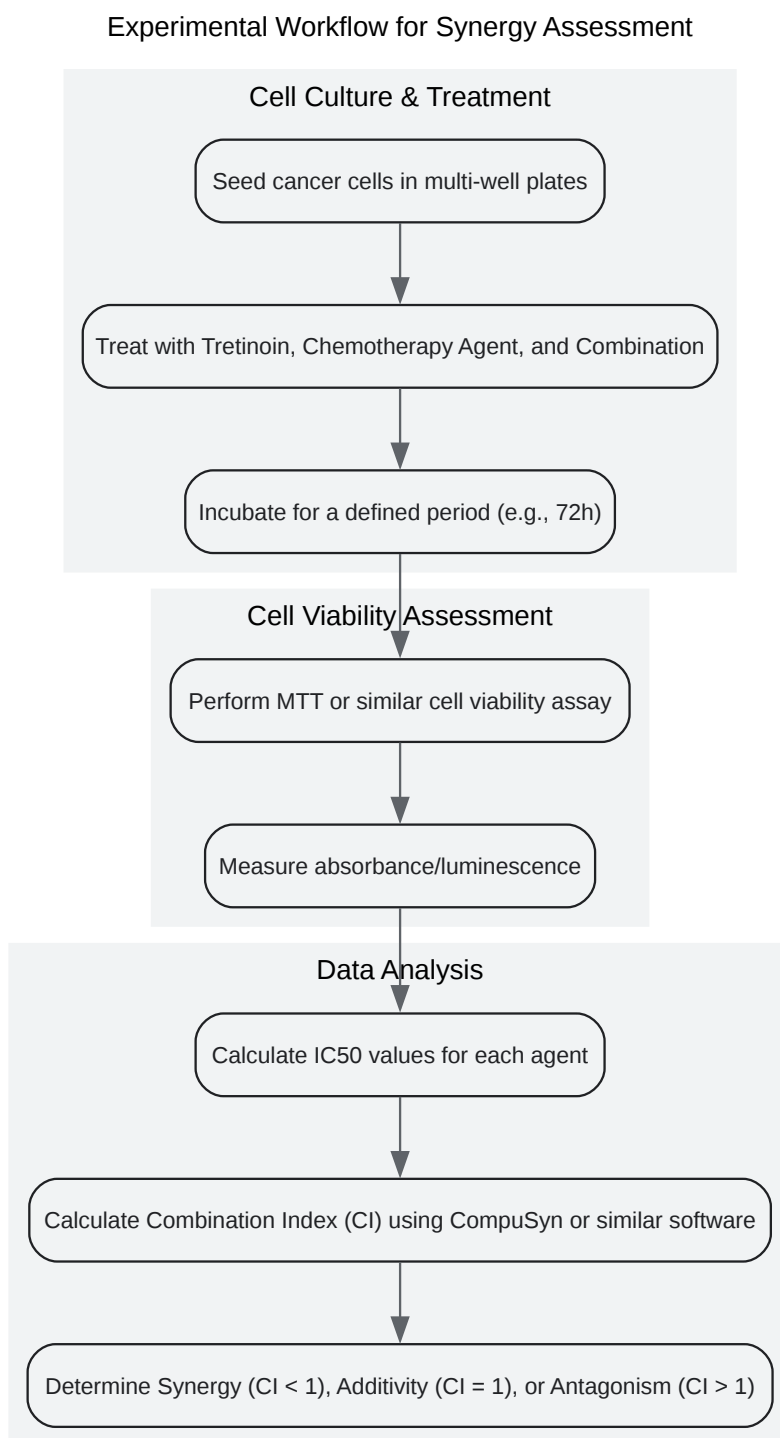 Experimental Workflow for Synergy Assessment
Cell Culture & Treatment
Seed cancer cells in multi-well plates
Treat with Tretinoin, Chemotherapy Agent, and Combination
Incubate for a defined period (e.g., 72h)
Cell Viability Assessment
Perform MTT or similar cell viability assay
Measure absorbance/luminescence
Data Analysis
Calculate IC50 values for each agent
Calculate Combination Index (CI) using CompuSyn or similar software
Determine Synergy (CI < 1), Additivity (CI = 1), or Antagonism (CI > 1)